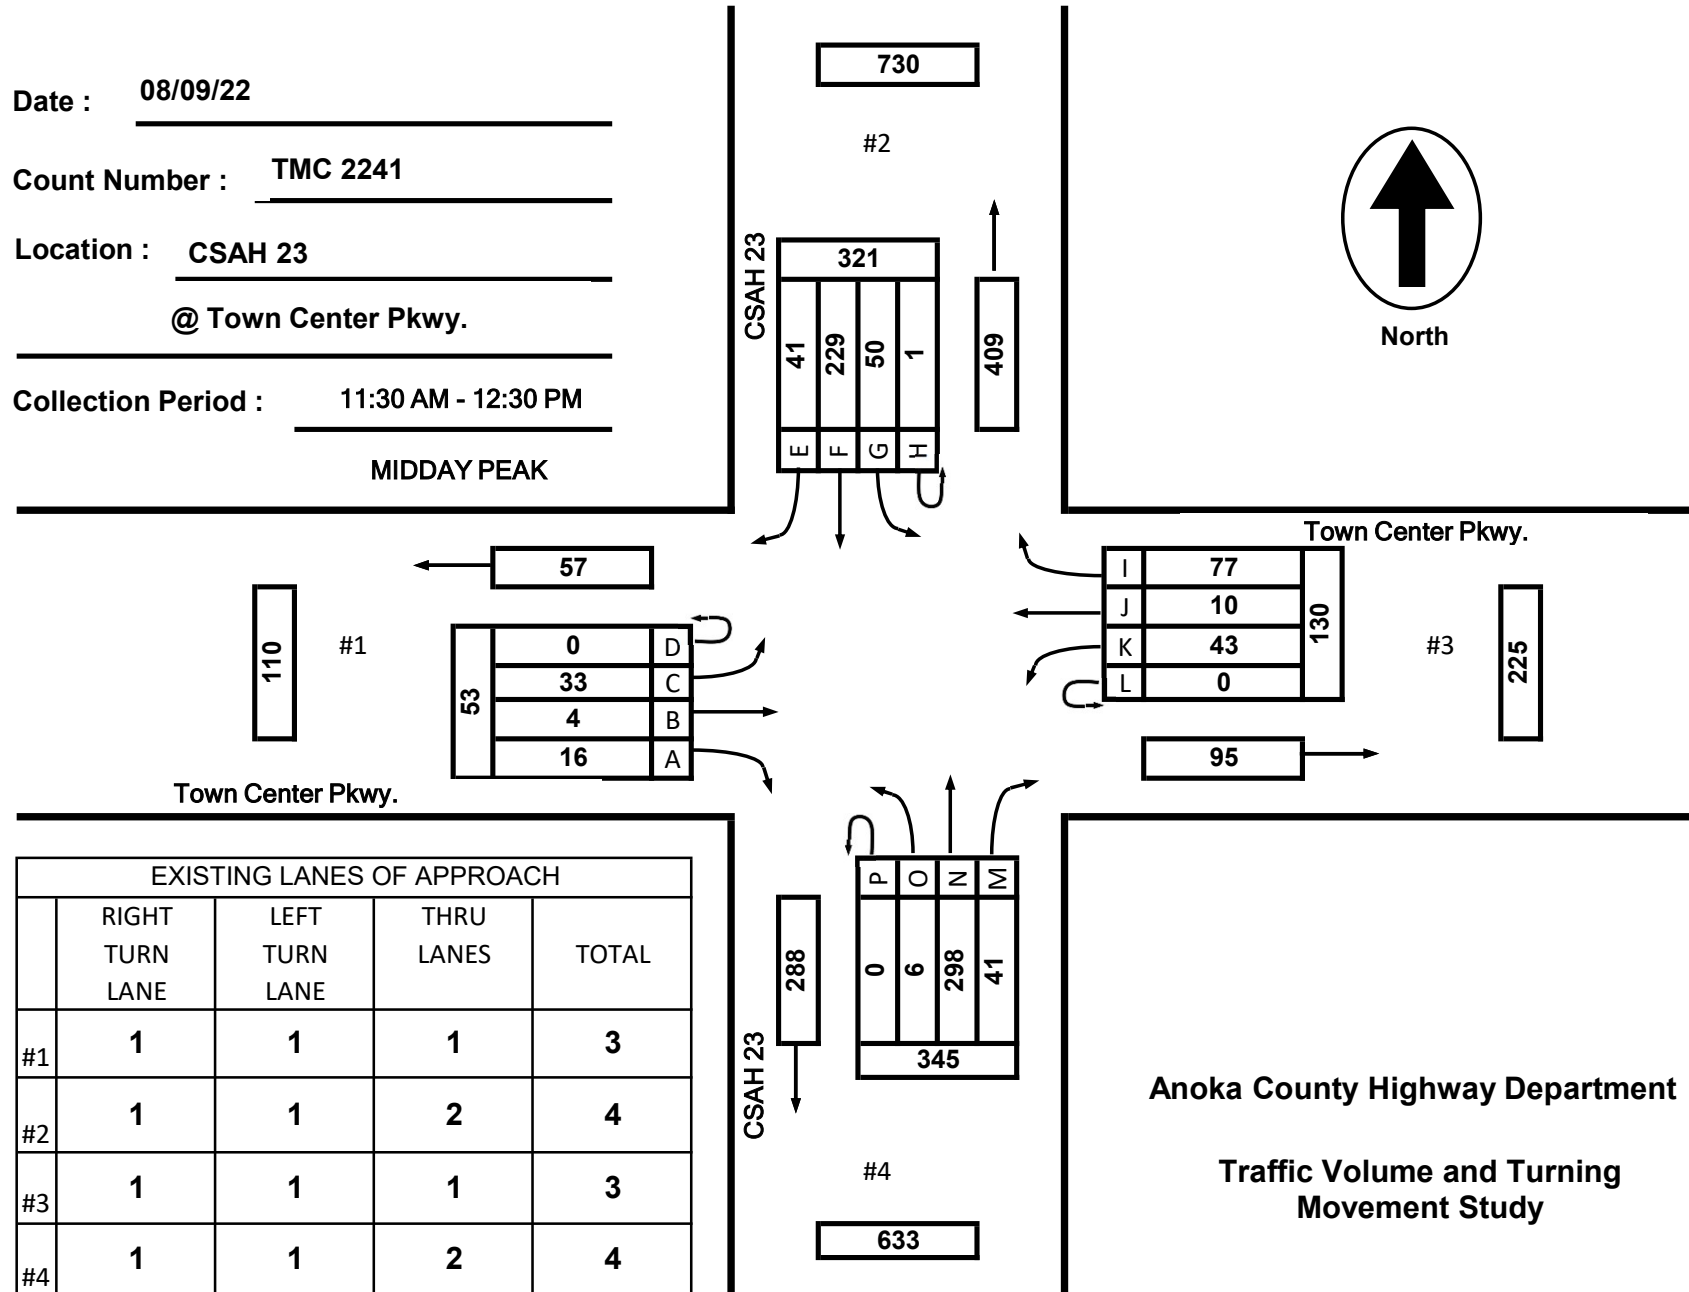 Date : 08/09/22
Count Number : TMC 2241
Location : CSAH 23
@ Town Center Pkwy.
Collection Period : 11:30 AM - 12:30 PM
MIDDAY PEAK
730
#2
CSAH 23
321
41 229 50 1
E F G H
409
North
Town Center Pkwy.
57
110
#1
53
0 D
33 C
4 B
16 A
Town Center Pkwy.
I 77
J 10
K 43
L 0
130
#3
225
95
P O N M
0 6 298 41
345
288
CSAH 23
#4
633
EXISTING LANES OF APPROACH
RIGHT TURN LANE LEFT TURN LANE THRU LANES TOTAL
#1 1 1 1 3
#2 1 1 2 4
#3 1 1 1 3
#4 1 1 2 4
Anoka County Highway Department
Traffic Volume and Turning
Movement Study